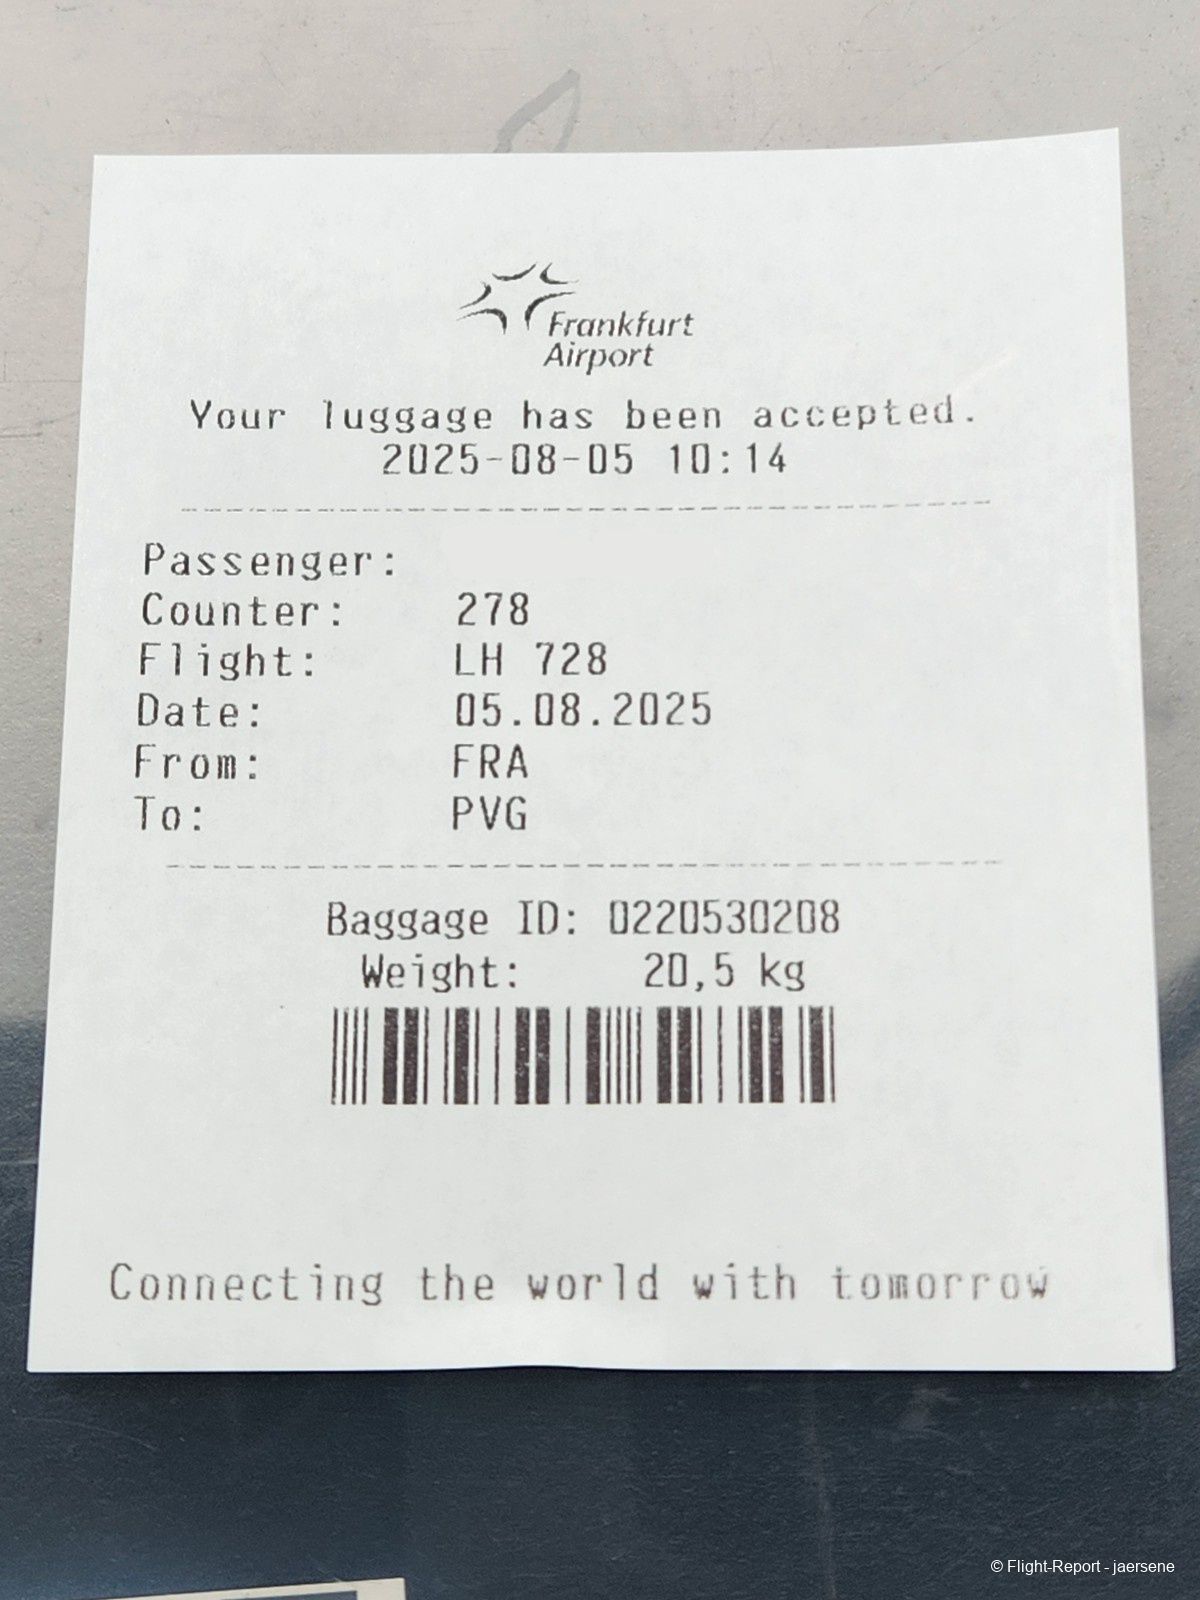 Frankfurt
Airport
Your luggage has been accepted.
2025-08-05 10:14
Passenger:
Counter: 278
Flight: LH 728
Date: 05.08.2025
From: FRA
To: PVG
Baggage ID: 0220530208
Weight: 20,5 kg
Connecting the world with tomorrow
© Flight-Report - jaersene